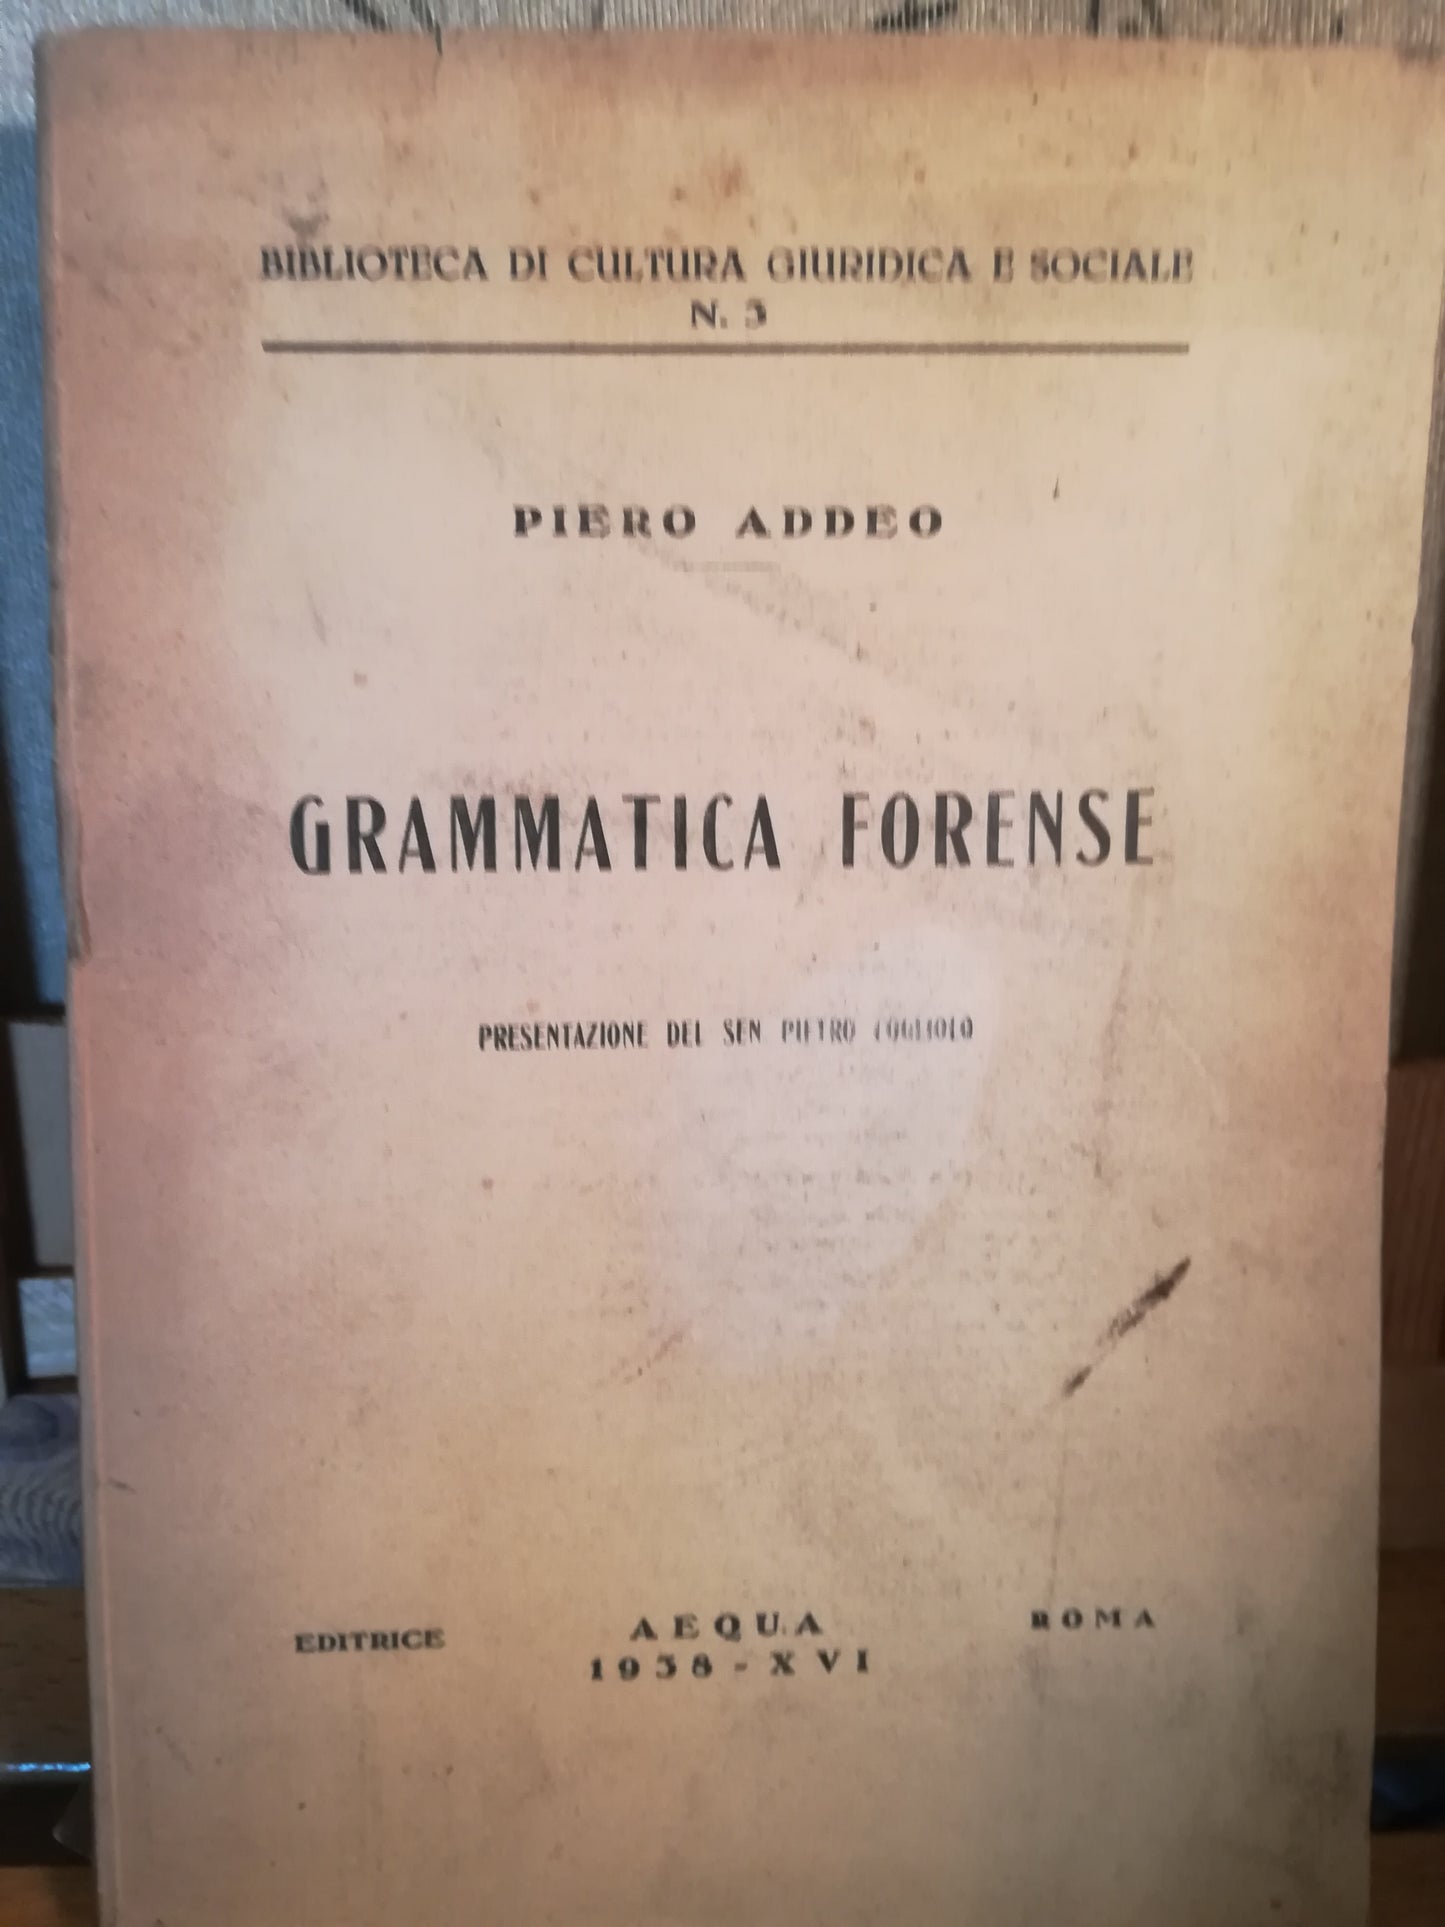 BIBLIOTECA DI CULTURA GIURIDICA E SOCIALE
N. 3
PIERO ADDEO
GRAMMATICA FORENSE
PRESENTAZIONE DEL SEN PIETRO COGLIOLO
EDITRICE AEQUA ROMA
1938 - XVI